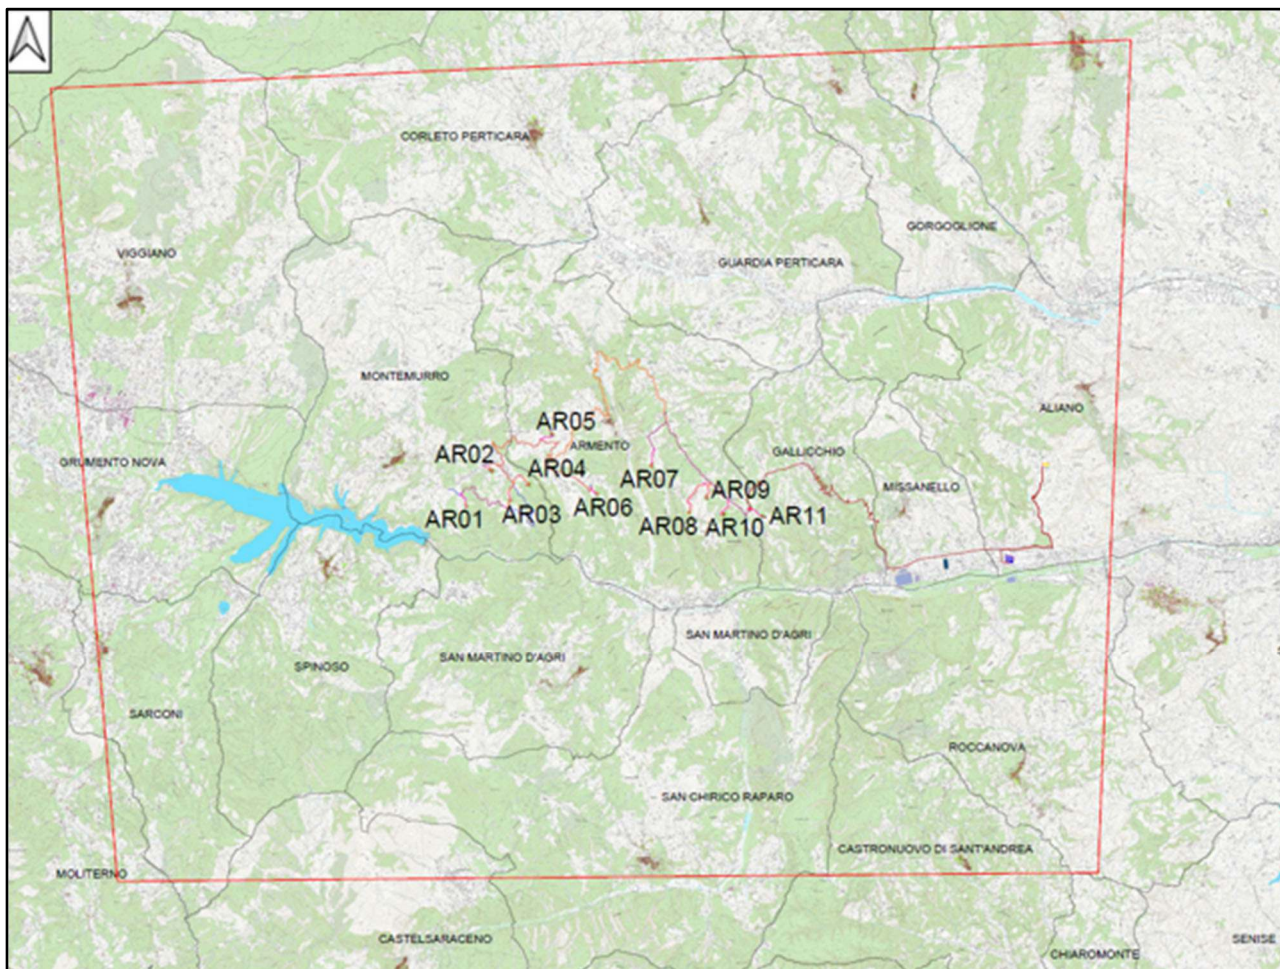 CORLETO PERTICARA
GORGOGLIONE
VIGGIANO
GUARDIA PERTICARA
MONTEMURRO
ALIANO
AR05
ARMENTO
GALLICCHIO
AR02
GRUMENTO NOVA
AR04
AR07
MISSANELLO
AR09
AR06
AR01
AR03
AR08
AR10
AR11
SAN MARTINO D'AGRI
SAN MARTINO D'AGRI
SPINOSO
SARCONI
ROCCANOVA
SAN CHIRICO RAPARO
CASTRONUOVO DI SANT'ANDREA
MOLITERNO
CASTELSARACENO
SENISE
CHIAROMONTE